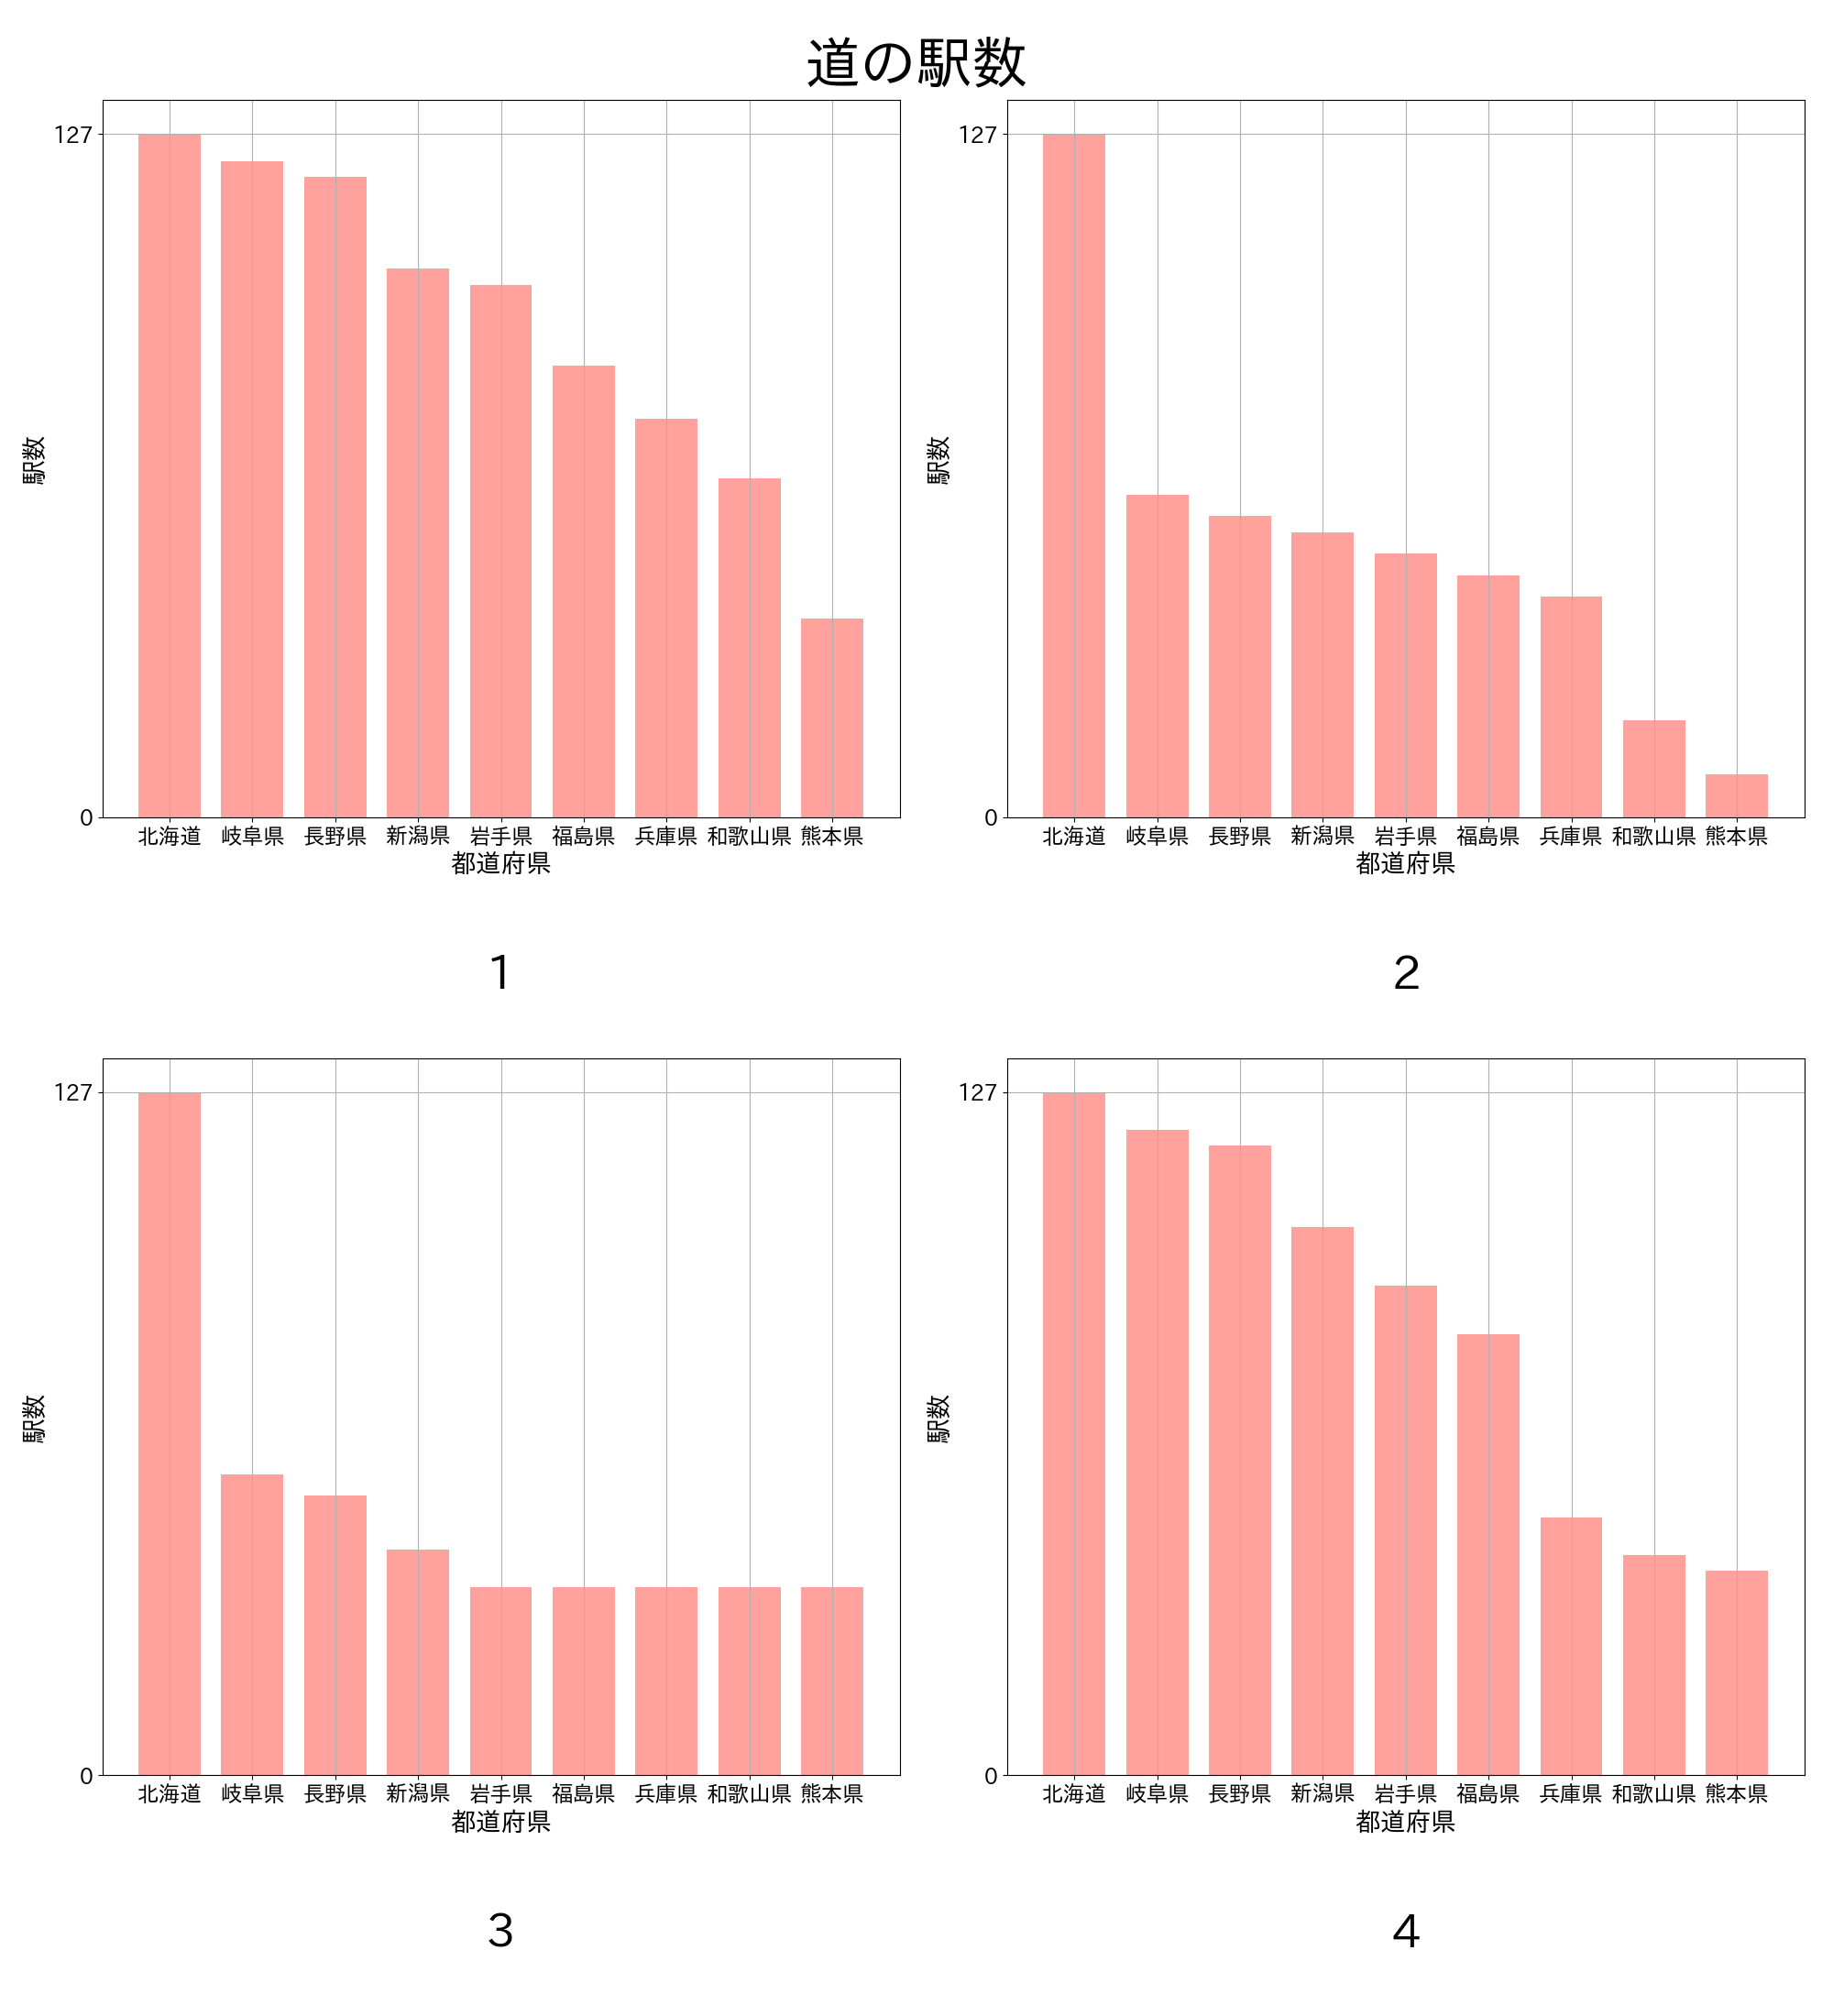 道の駅数
127
駅数
0
北海道 岐阜県 長野県 新潟県 岩手県 福島県 兵庫県 和歌山県 熊本県
都道府県
1
127
駅数
0
北海道 岐阜県 長野県 新潟県 岩手県 福島県 兵庫県 和歌山県 熊本県
都道府県
2
127
駅数
0
北海道 岐阜県 長野県 新潟県 岩手県 福島県 兵庫県 和歌山県 熊本県
都道府県
3
127
駅数
0
北海道 岐阜県 長野県 新潟県 岩手県 福島県 兵庫県 和歌山県 熊本県
都道府県
4